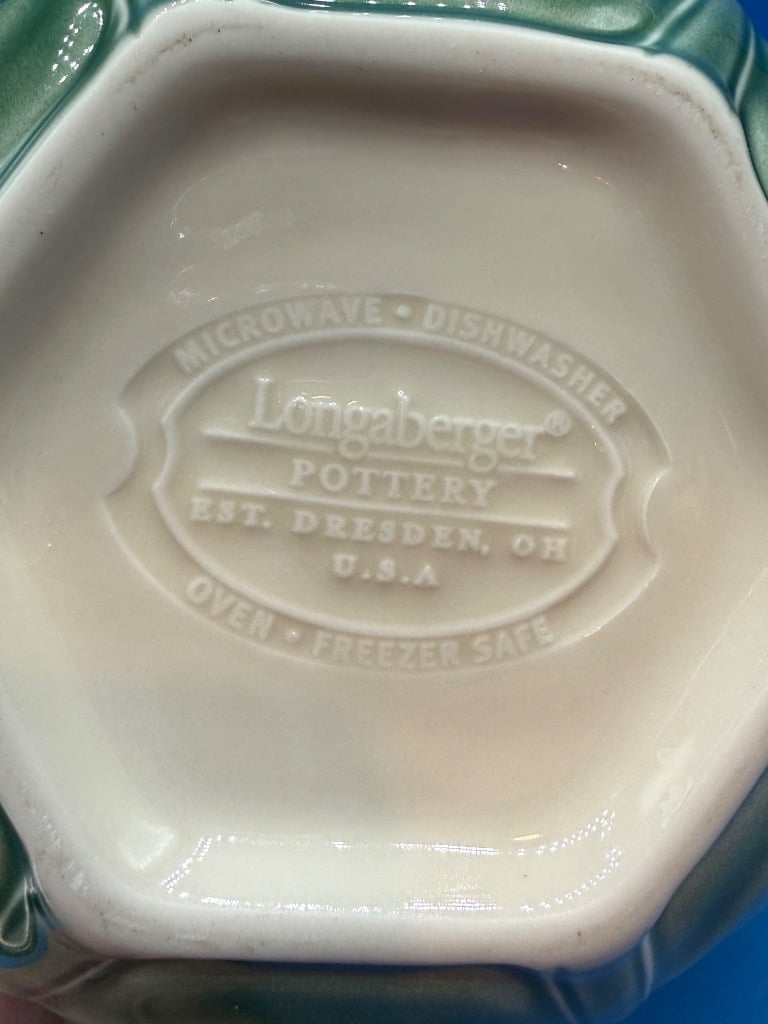 MICROWAVE • DISHWASHER
Longaberger®
POTTERY
EST. DRESDEN, OH
U.S.A
OVEN • FREEZER SAFE